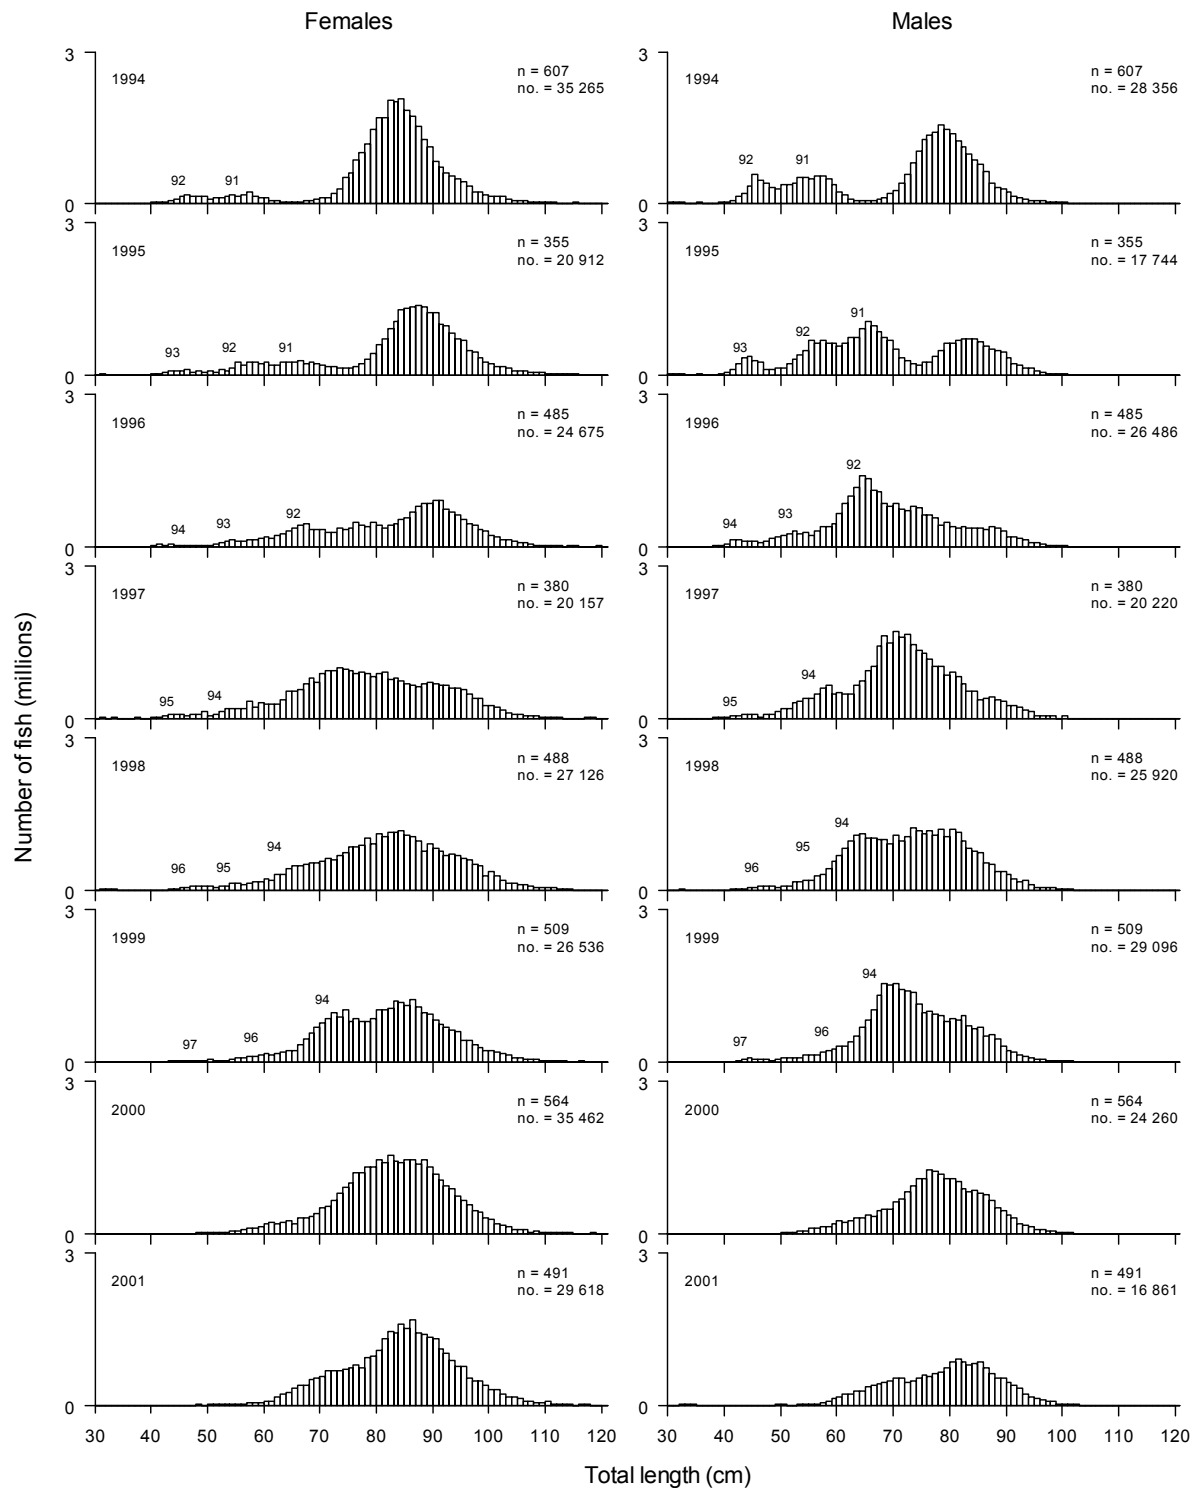 Females Males
3 3
1994 n = 607 1994 n = 607
no. = 35 265 no. = 28 356
92 91 92 91
0 0
3 3
1995 n = 355 1995 n = 355
no. = 20 912 no. = 17 744
93 92 91 93 92 91
0 0
3 3
1996 n = 485 1996 n = 485
no. = 24 675 no. = 26 486
94 93 92 94 93 92
0 0
3 3
1997 n = 380 1997 n = 380
no. = 20 157 no. = 20 220
95 94 95 94
0 0
3 3
1998 n = 488 1998 n = 488
no. = 27 126 no. = 25 920
96 95 94 96 95 94
0 0
3 3
1999 n = 509 1999 n = 509
no. = 26 536 no. = 29 096
97 96 94 97 96 94
0 0
3 3
2000 n = 564 2000 n = 564
no. = 35 462 no. = 24 260
0 0
3 3
2001 n = 491 2001 n = 491
no. = 29 618 no. = 16 861
0 0
30 40 50 60 70 80 90 100 110 120 30 40 50 60 70 80 90 100 110 120
Total length (cm)
Number of fish (millions)